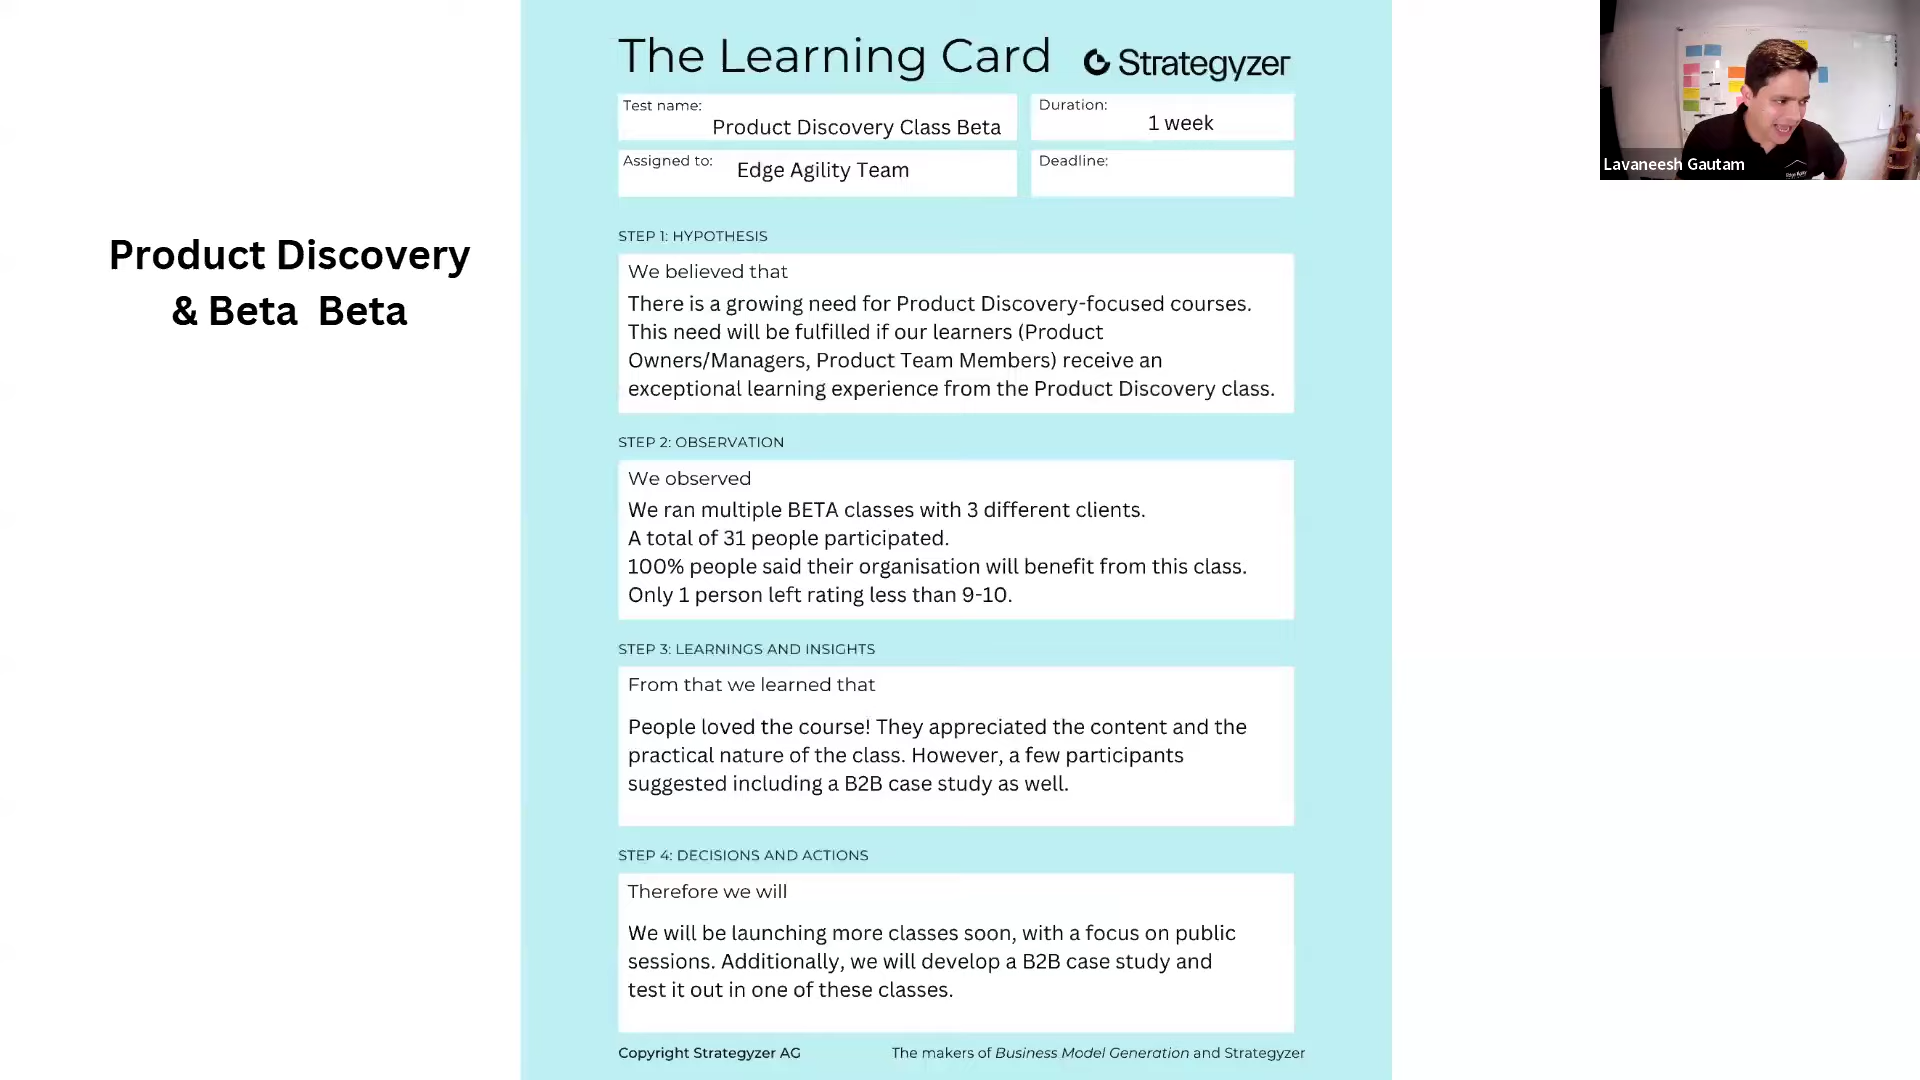 The Learning Card
Strategyzer
Test name:
Product Discovery Class Beta
Duration:
1 week
Assigned to:
Edge Agility Team
Deadline:
Product Discovery
& Beta Beta
STEP 1: HYPOTHESIS
We believed that
There is a growing need for Product Discovery-focused courses.
This need will be fulfilled if our learners (Product
Owners/Managers, Product Team Members) receive an
exceptional learning experience from the Product Discovery class.
STEP 2: OBSERVATION
We observed
We ran multiple BETA classes with 3 different clients.
A total of 31 people participated.
100% people said their organisation will benefit from this class.
Only 1 person left rating less than 9-10.
STEP 3: LEARNINGS AND INSIGHTS
From that we learned that
People loved the course! They appreciated the content and the
practical nature of the class. However, a few participants
suggested including a B2B case study as well.
STEP 4: DECISIONS AND ACTIONS
Therefore we will
We will be launching more classes soon, with a focus on public
sessions. Additionally, we will develop a B2B case study and
test it out in one of these classes.
Copyright Strategyzer AG
The makers of Business Model Generation and Strategyzer
Lavaneesh Gautam